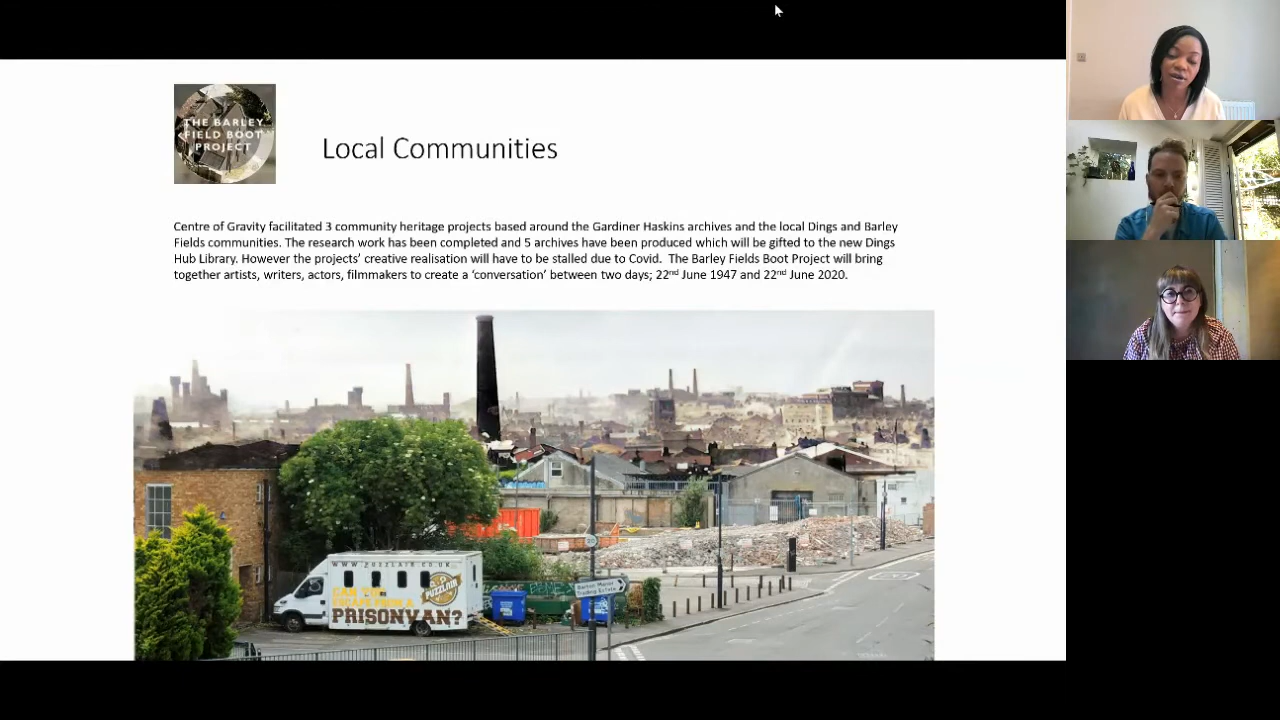 THE BARLEY
FIELD BOOT
PROJECT
Local Communities
Centre of Gravity facilitated 3 community heritage projects based around the Gardiner Haskins archives and the local Dings and Barley
Fields communities. The research work has been completed and 5 archives have been produced which will be gifted to the new Dings
Hub Library. However the projects’ creative realisation will have to be stalled due to Covid.  The Barley Fields Boot Project will bring
together artists, writers, actors, filmmakers to create a ‘conversation’ between two days; 22nd June 1947 and 22nd June 2020.
WWW.PUZZLAIR.CO.UK
PUZZLAIR
CAN YOU
ESCAPE FROM A
PRISONVAN?
Barton Manor
Trading Estate